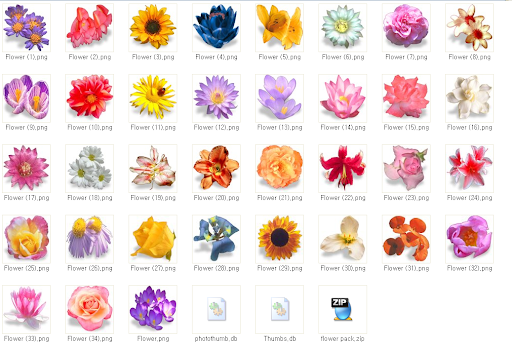 Flower (1).png Flower (2).png Flower (3).png Flower (4).png Flower (5).png Flower (6).png Flower (7).png Flower (8).png
Flower (9).png Flower (10).png Flower (11).png Flower (12).png Flower (13).png Flower (14).png Flower (15).png Flower (16).png
Flower (17).png Flower (18).png Flower (19).png Flower (20).png Flower (21).png Flower (22).png Flower (23).png Flower (24).png
Flower (25).png Flower (26).png Flower (27).png Flower (28).png Flower (29).png Flower (30).png Flower (31).png Flower (32).png
ZIP
Flower (33).png Flower (34).png Flower.png photothumb.db Thumbs.db flower pack.zip